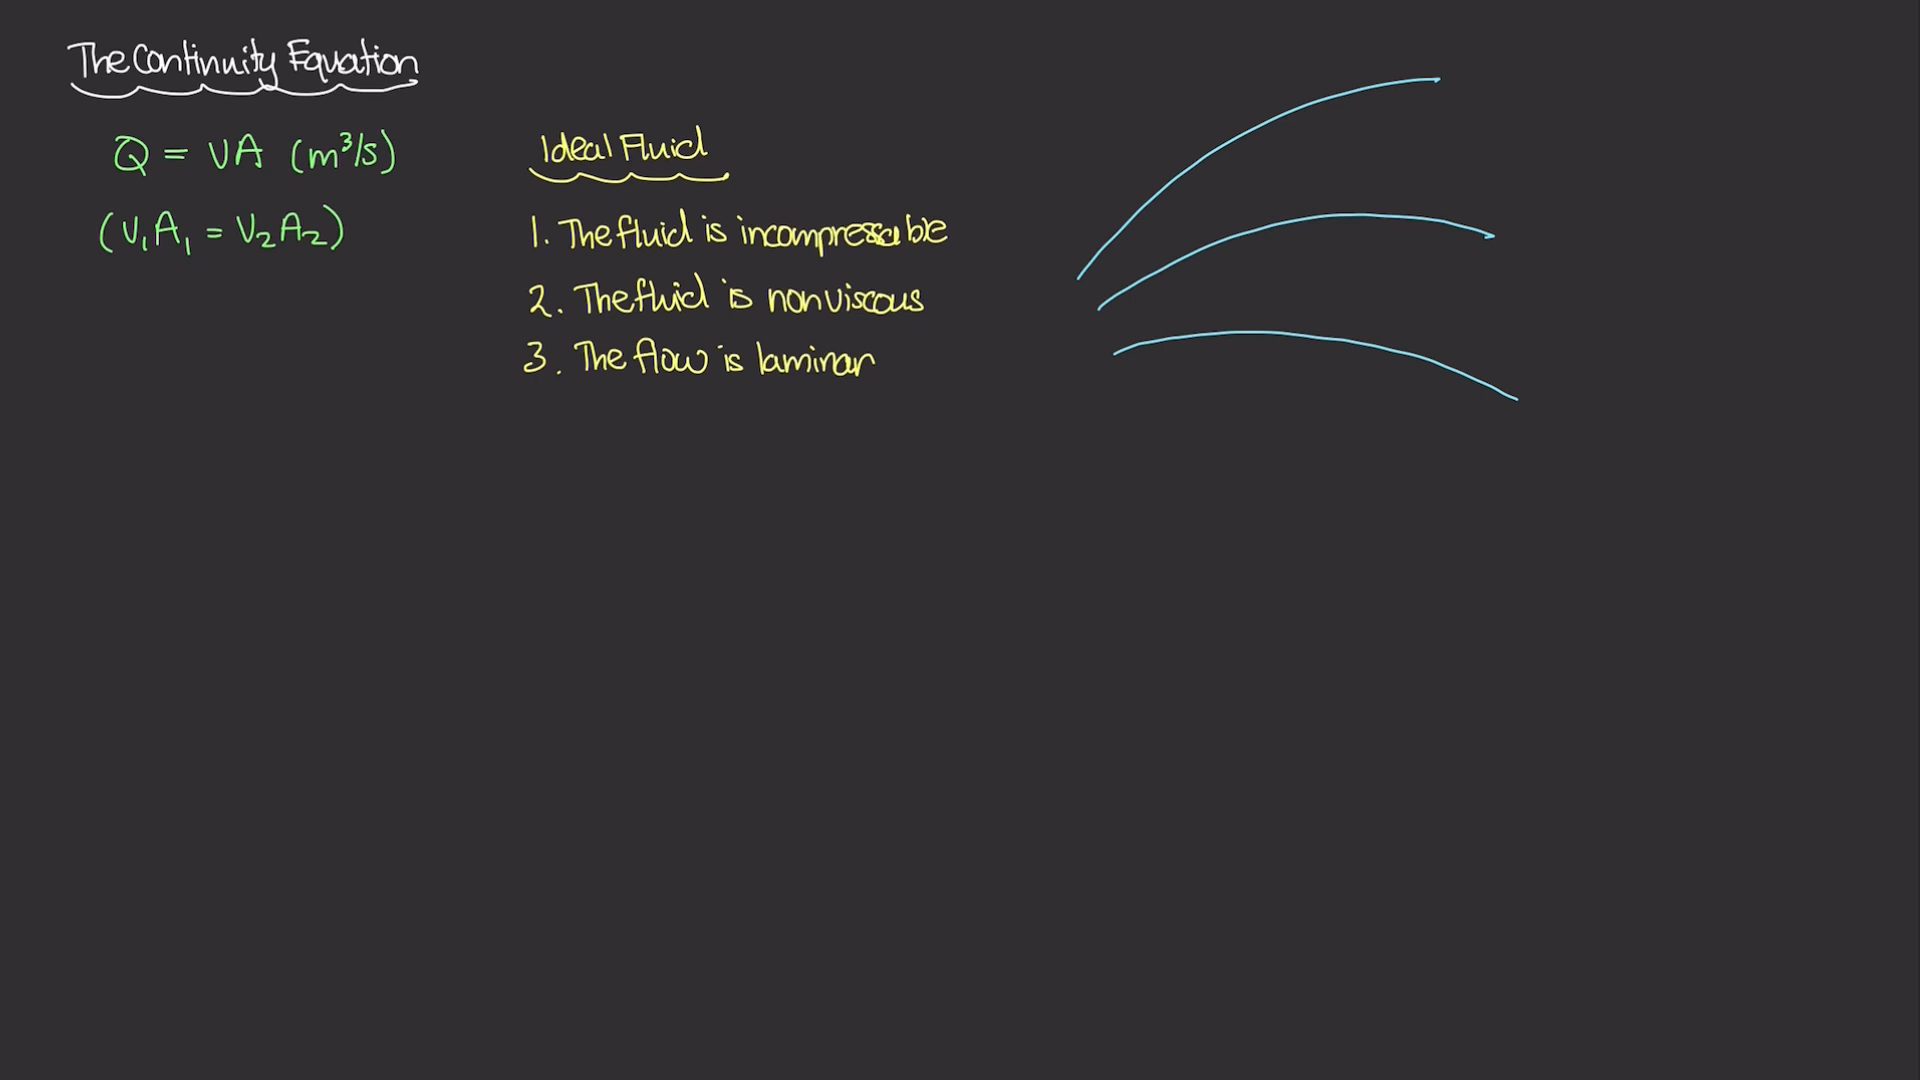 The Continuity Equation
Q = VA (m³/s)
(V₁A₁ = V₂A₂)
Ideal Fluid
1. The fluid is incompressable
2. The fluid is nonviscous
3. The flow is laminar